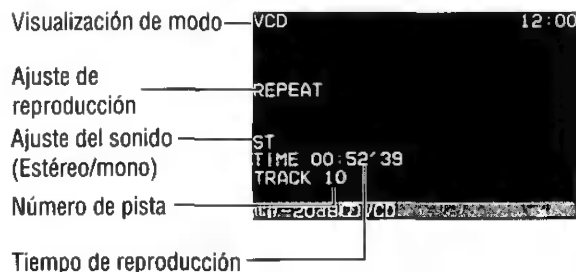 Visualización de modo
VCD 12:00
Ajuste de
reproducción
REPEAT
Ajuste del sonido
(Estéreo/mono)
ST
TIME 00:52'39
TRACK 10
Número de pista
VCD
Tiempo de reproducción